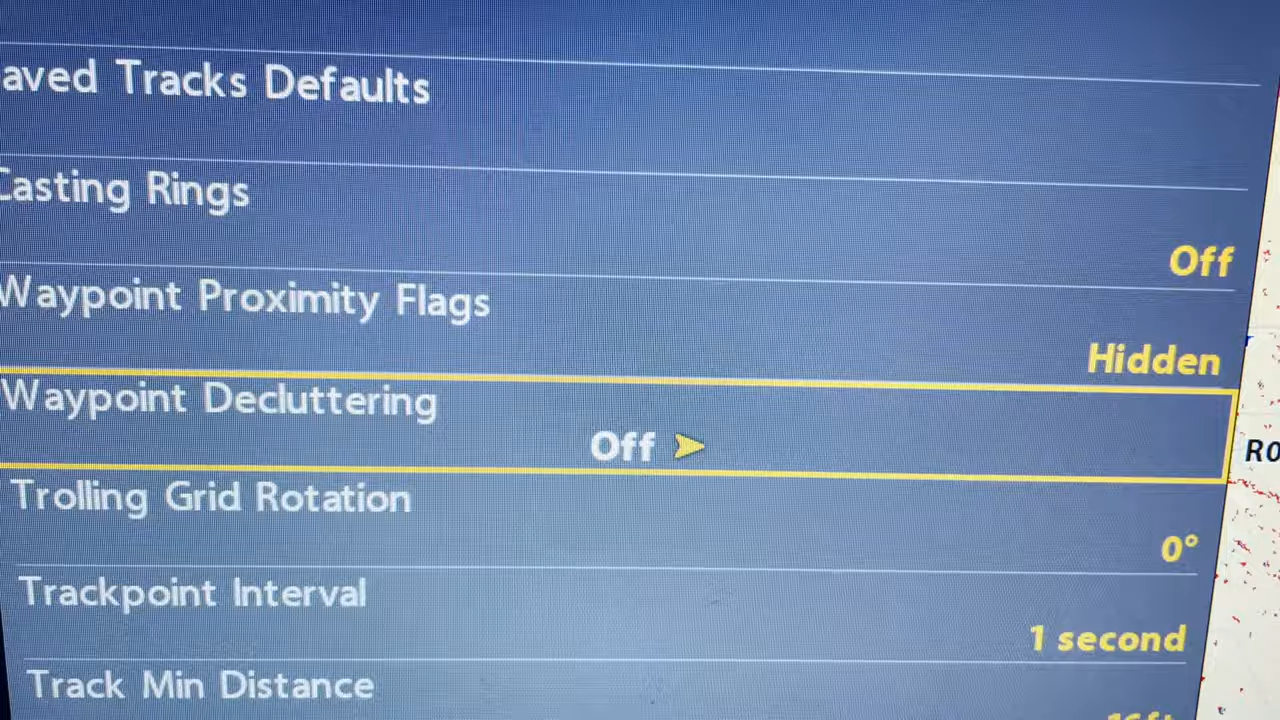 aved Tracks Defaults
Casting Rings
Off
Waypoint Proximity Flags
Hidden
Waypoint Decluttering
Off
RO
Trolling Grid Rotation
0°
Trackpoint Interval
1 second
Track Min Distance